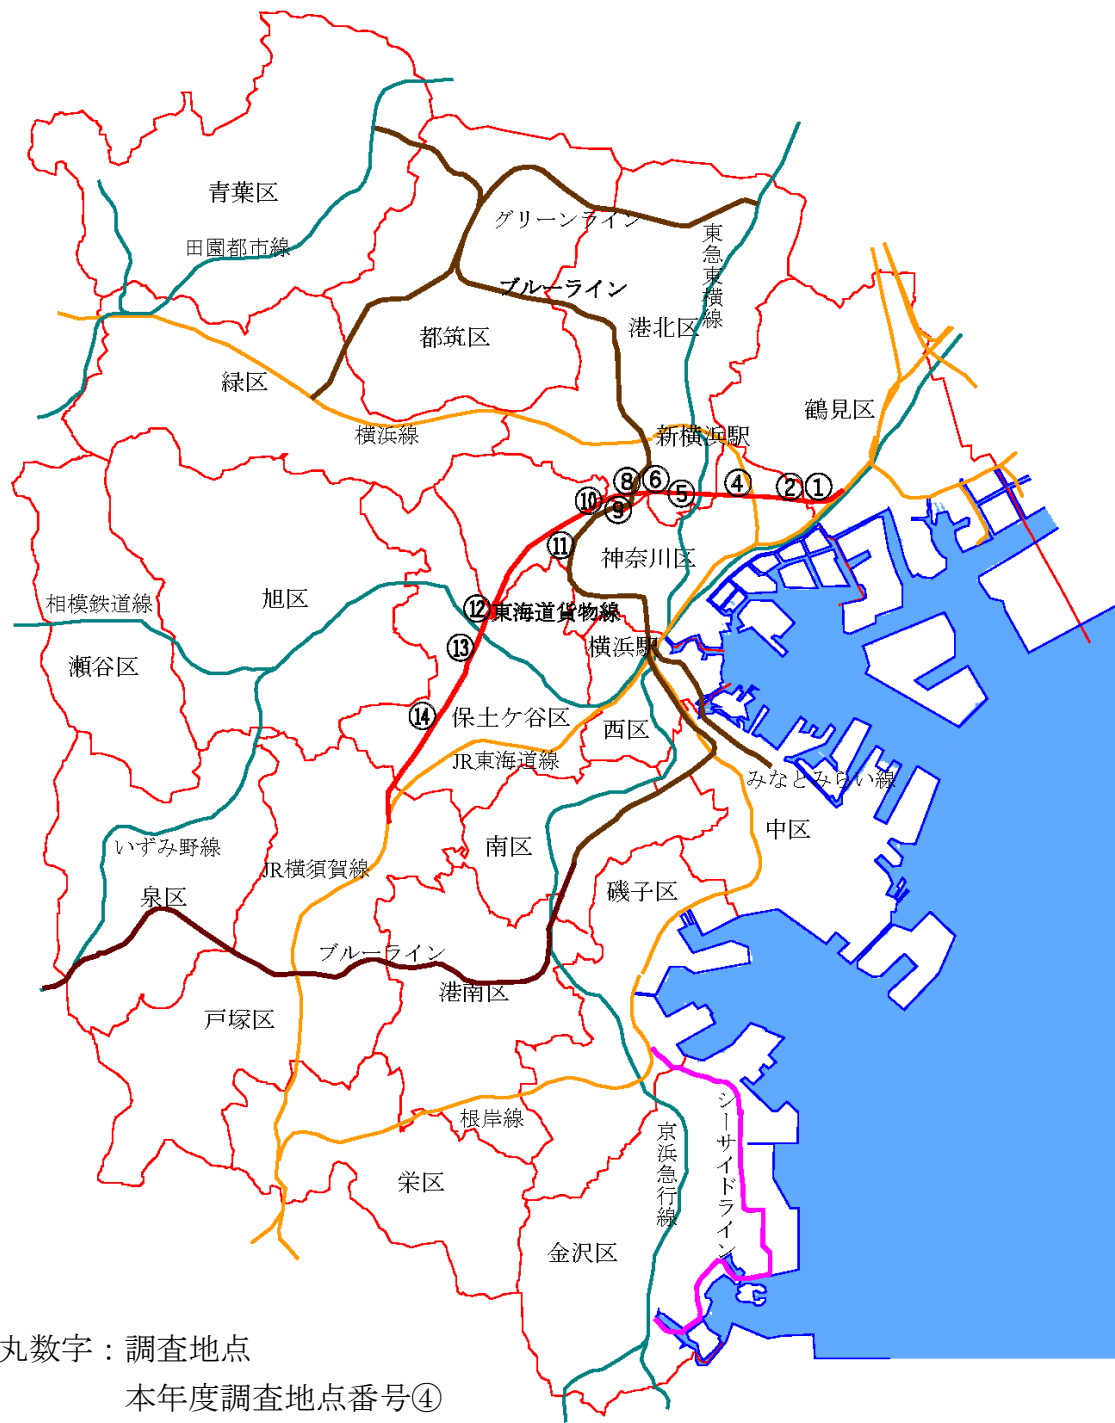 青葉区
グリーンライン
田園都市線
東急東横線
ブルーライン
港北区
都筑区
緑区
鶴見区
横浜線
新横浜駅
⑧
⑥
⑤
④
②
①
⑩
⑨
⑪
神奈川区
旭区
相模鉄道線
⑫
東海道貨物線
⑬
横浜駅
瀬谷区
⑭
保土ケ谷区
西区
JR東海道線
みなとみらい線
中区
南区
いずみ野線
JR横須賀線
泉区
磯子区
ブルーライン
港南区
戸塚区
シーサイドライン
根岸線
京浜急行線
栄区
金沢区
丸数字：調査地点
本年度調査地点番号④